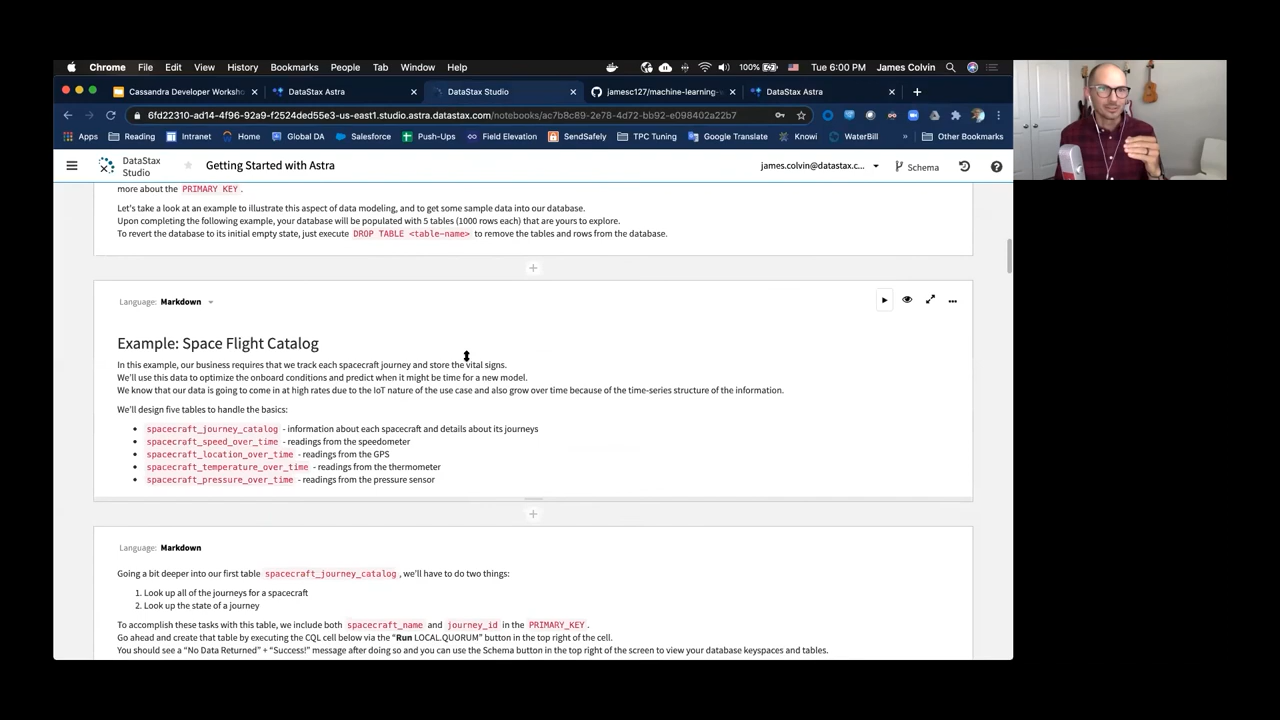 Chrome File Edit View History Bookmarks People Tab Window Help 100% Tue 6:00 PM James Colvin
Cassandra Developer Worksho DataStax Astra DataStax Studio jamesc127/machine-learning- DataStax Astra
6fd22310-ad14-4f96-92a9-f2524ded55e3-us-east1.studio.astra.datastax.com/notebooks/ac7b8c89-2e78-4d72-bb92-e098402a22b7
Apps Reading Intranet Home Global DA Salesforce Push-Ups Field Elevation SendSafely TPC Tuning Google Translate Knowi WaterBill » Other Bookmarks
DataStax Studio Getting Started with Astra james.colvin@datastax.c... Schema
more about the PRIMARY KEY.
Let's take a look at an example to illustrate this aspect of data modeling, and to get some sample data into our database.
Upon completing the following example, your database will be populated with 5 tables (1000 rows each) that are yours to explore.
To revert the database to its initial empty state, just execute DROP TABLE <table-name> to remove the tables and rows from the database.
Language: Markdown
Example: Space Flight Catalog
In this example, our business requires that we track each spacecraft journey and store the vital signs.
We'll use this data to optimize the onboard conditions and predict when it might be time for a new model.
We know that our data is going to come in at high rates due to the IoT nature of the use case and also grow over time because of the time-series structure of the information.
We'll design five tables to handle the basics:
• spacecraft_journey_catalog - information about each spacecraft and details about its journeys
• spacecraft_speed_over_time - readings from the speedometer
• spacecraft_location_over_time - readings from the GPS
• spacecraft_temperature_over_time - readings from the thermometer
• spacecraft_pressure_over_time - readings from the pressure sensor
Language: Markdown
Going a bit deeper into our first table spacecraft_journey_catalog, we'll have to do two things:
1. Look up all of the journeys for a spacecraft
2. Look up the state of a journey
To accomplish these tasks with this table, we include both spacecraft_name and journey_id in the PRIMARY_KEY.
Go ahead and create that table by executing the CQL cell below via the “Run LOCAL.QUORUM” button in the top right of the cell.
You should see a “No Data Returned” + “Success!” message after doing so and you can use the Schema button in the top right of the screen to view your database keyspaces and tables.